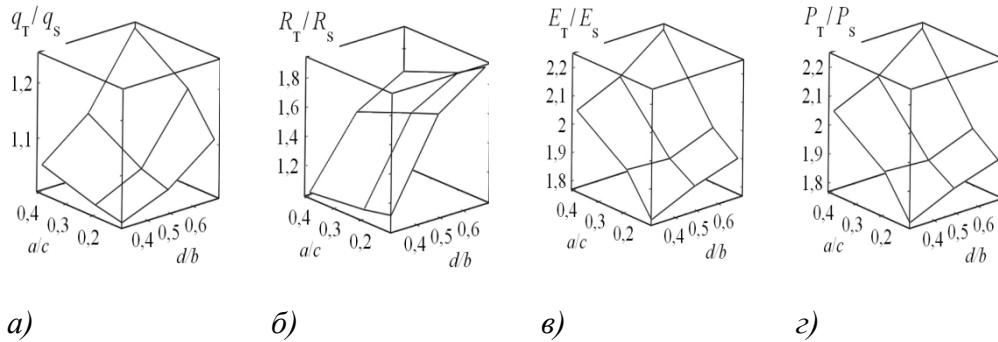 q_T/q_S R_T/R_S E_T/E_S P_T/P_S
1,2 1,1
1,8 1,6 1,4 1,2
2,2 2,1 2 1,9 1,8
2,2 2,1 2 1,9 1,8
0,4 0,3 0,2 a/c 0,4 0,5 0,6 d/b
0,4 0,3 0,2 a/c 0,4 0,5 0,6 d/b
0,4 0,3 0,2 a/c 0,4 0,5 0,6 d/b
0,4 0,3 0,2 a/c 0,4 0,5 0,6 d/b
а) б) в) г)